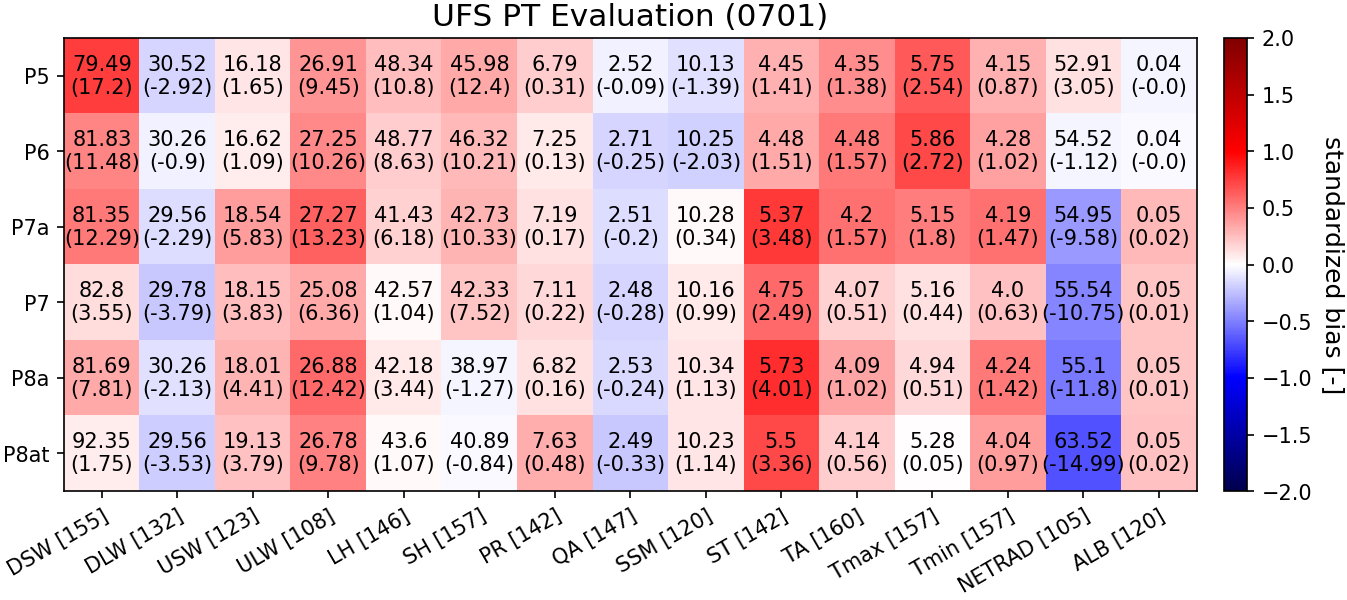 UFS PT Evaluation (0701)
P5 79.49 30.52 16.18 26.91 48.34 45.98 6.79 2.52 10.13 4.45 4.35 5.75 4.15 52.91 0.04
(17.2) (-2.92) (1.65) (9.45) (10.8) (12.4) (0.31) (-0.09) (-1.39) (1.41) (1.38) (2.54) (0.87) (3.05) (-0.0)
P6 81.83 30.26 16.62 27.25 48.77 46.32 7.25 2.71 10.25 4.48 4.48 5.86 4.28 54.52 0.04
(11.48) (-0.9) (1.09) (10.26) (8.63) (10.21) (0.13) (-0.25) (-2.03) (1.51) (1.57) (2.72) (1.02) (-1.12) (-0.0)
P7a 81.35 29.56 18.54 27.27 41.43 42.73 7.19 2.51 10.28 5.37 4.2 5.15 4.19 54.95 0.05
(12.29) (-2.29) (5.83) (13.23) (6.18) (10.33) (0.17) (-0.2) (0.34) (3.48) (1.57) (1.8) (1.47) (-9.58) (0.02)
P7 82.8 29.78 18.15 25.08 42.57 42.33 7.11 2.48 10.16 4.75 4.07 5.16 4.0 55.54 0.05
(3.55) (-3.79) (3.83) (6.36) (1.04) (7.52) (0.22) (-0.28) (0.99) (2.49) (0.51) (0.44) (0.63) (-10.75) (0.01)
P8a 81.69 30.26 18.01 26.88 42.18 38.97 6.82 2.53 10.34 5.73 4.09 4.94 4.24 55.1 0.05
(7.81) (-2.13) (4.41) (12.42) (3.44) (-1.27) (0.16) (-0.24) (1.13) (4.01) (1.02) (0.51) (1.42) (-11.8) (0.01)
P8at 92.35 29.56 19.13 26.78 43.6 40.89 7.63 2.49 10.23 5.5 4.14 5.28 4.04 63.52 0.05
(1.75) (-3.53) (3.79) (9.78) (1.07) (-0.84) (0.48) (-0.33) (1.14) (3.36) (0.56) (0.05) (0.97) (-14.99) (0.02)
DSW [155] DLW [132] USW [123] ULW [108] LH [146] SH [157] PR [142] QA [147] SSM [120] ST [142] TA [160] Tmax [157] Tmin [157] NETRAD [105] ALB [120]
2.0
1.5
1.0
0.5
0.0
−0.5
−1.0
−1.5
−2.0
standardized bias [-]